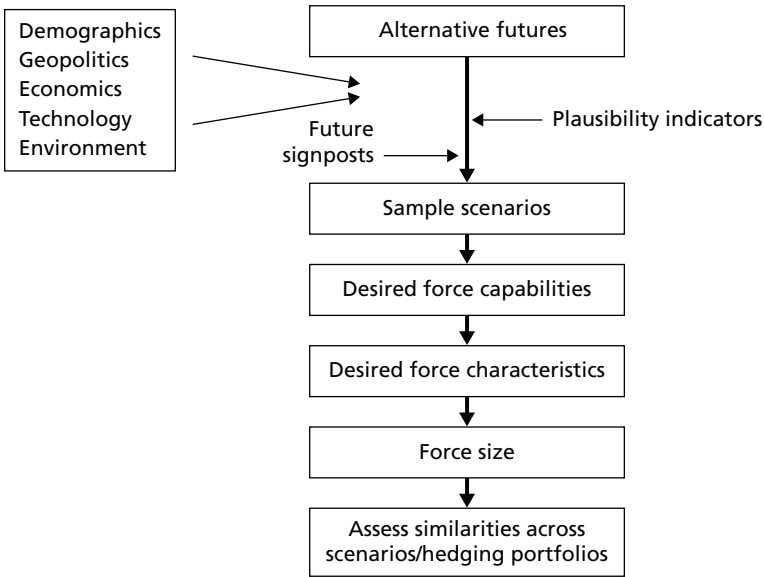 Demographics
Geopolitics
Economics
Technology
Environment
Alternative futures
Plausibility indicators
Future
signposts
Sample scenarios
Desired force capabilities
Desired force characteristics
Force size
Assess similarities across
scenarios/hedging portfolios